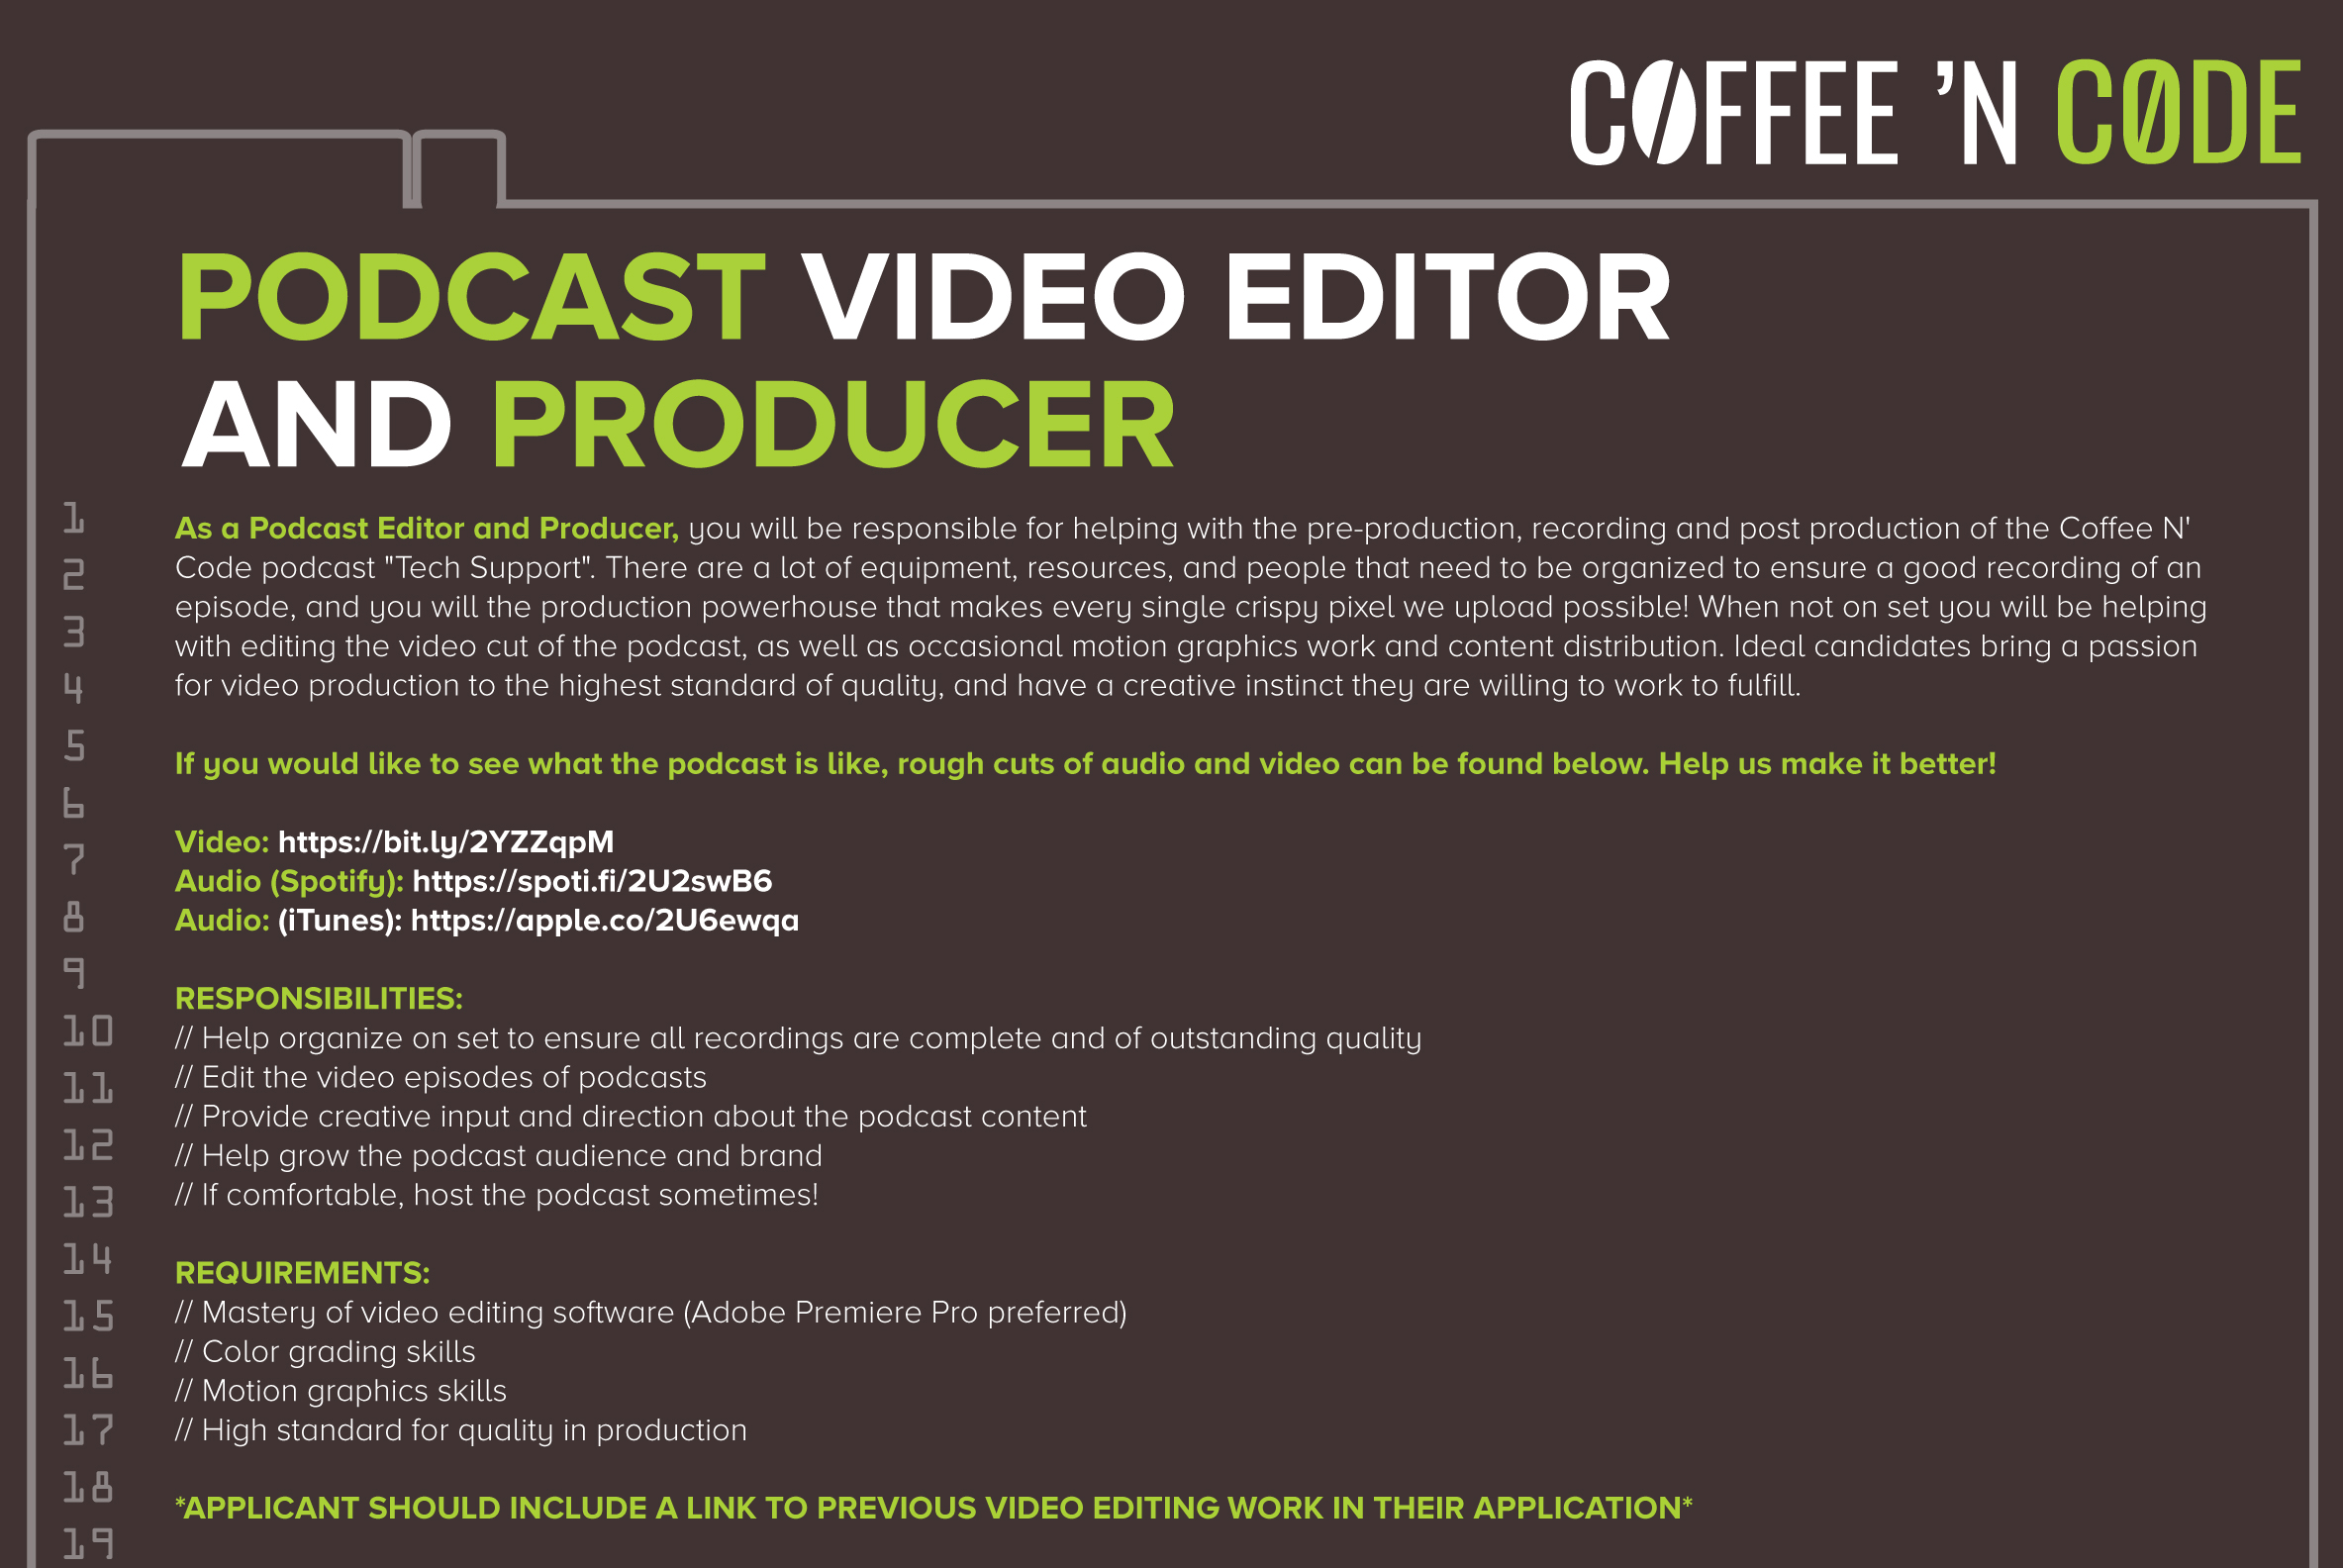 COFFEE 'N CODE
PODCAST VIDEO EDITOR
AND PRODUCER
1
2
3
4
5
6
7
8
9
10
11
12
13
14
15
16
17
18
19
As a Podcast Editor and Producer, you will be responsible for helping with the pre-production, recording and post production of the Coffee N'
Code podcast "Tech Support". There are a lot of equipment, resources, and people that need to be organized to ensure a good recording of an
episode, and you will the production powerhouse that makes every single crispy pixel we upload possible! When not on set you will be helping
with editing the video cut of the podcast, as well as occasional motion graphics work and content distribution. Ideal candidates bring a passion
for video production to the highest standard of quality, and have a creative instinct they are willing to work to fulfill.
If you would like to see what the podcast is like, rough cuts of audio and video can be found below. Help us make it better!
Video: https://bit.ly/2YZZqpM
Audio (Spotify): https://spoti.fi/2U2swB6
Audio: (iTunes): https://apple.co/2U6ewqa
RESPONSIBILITIES:
// Help organize on set to ensure all recordings are complete and of outstanding quality
// Edit the video episodes of podcasts
// Provide creative input and direction about the podcast content
// Help grow the podcast audience and brand
// If comfortable, host the podcast sometimes!
REQUIREMENTS:
// Mastery of video editing software (Adobe Premiere Pro preferred)
// Color grading skills
// Motion graphics skills
// High standard for quality in production
*APPLICANT SHOULD INCLUDE A LINK TO PREVIOUS VIDEO EDITING WORK IN THEIR APPLICATION*